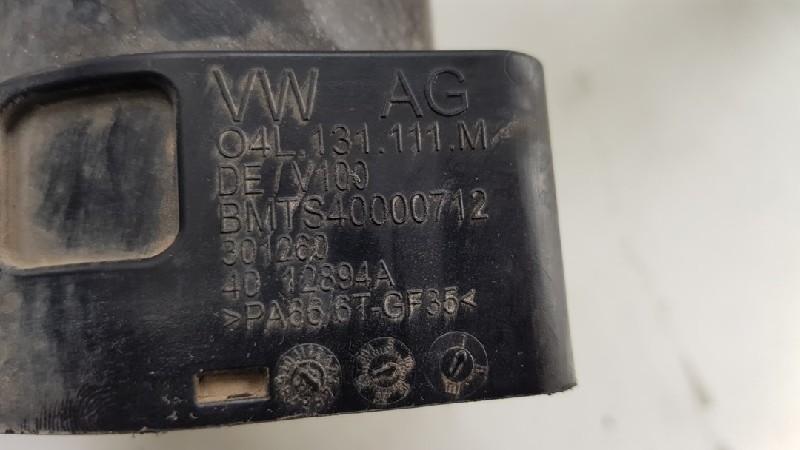 VW AG
04L.131.111.M
DE / V100
BMTS40000712
301260
40 12894A
>PA66/6T-GF35<